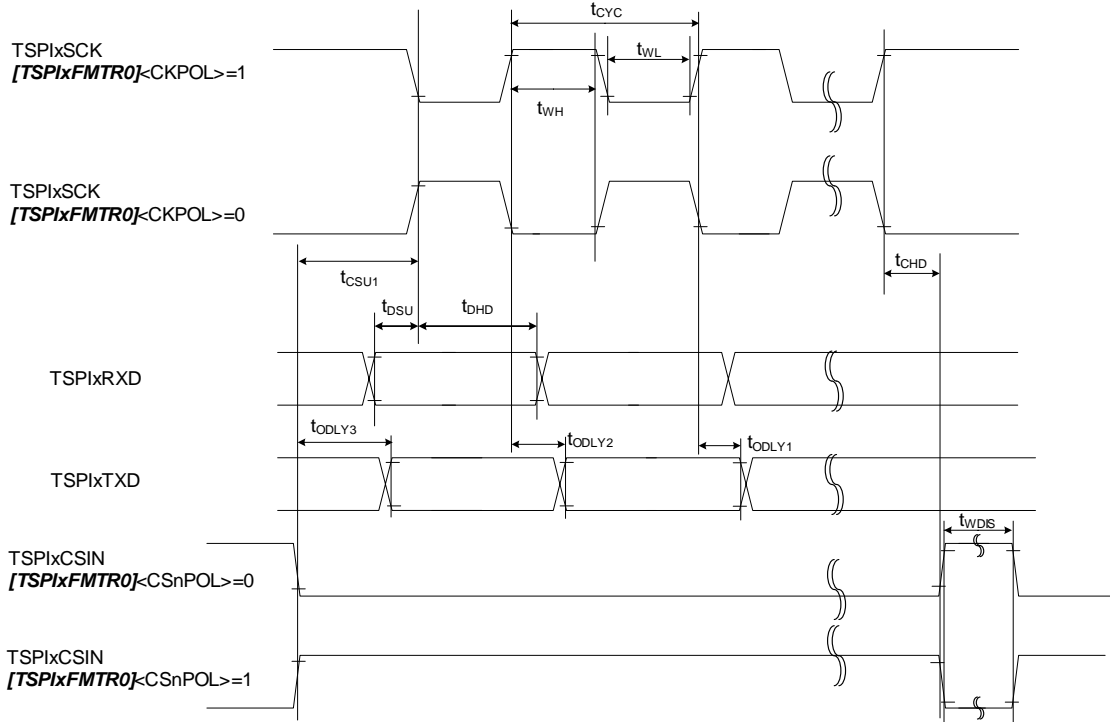 tCYC
TSPIxSCK
[TSPIxFMTR0]<CKPOL>=1
tWL
tWH
TSPIxSCK
[TSPIxFMTR0]<CKPOL>=0
tCSU1
tCHD
tDSU
tDHD
TSPIxRXD
tODLY3
tODLY2
tODLY1
TSPIxTXD
tWDIS
TSPIxCSIN
[TSPIxFMTR0]<CSnPOL>=0
TSPIxCSIN
[TSPIxFMTR0]<CSnPOL>=1